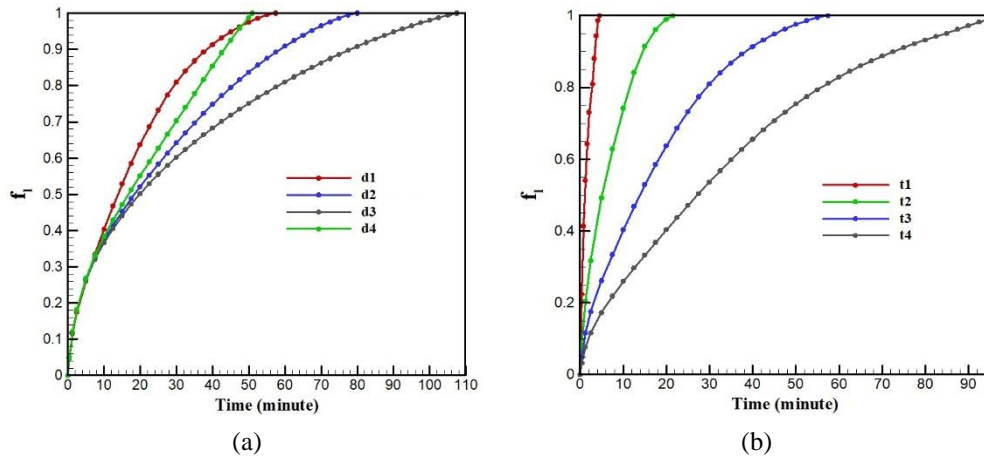 1
0.9
0.8
0.7
0.6
0.5
0.4
0.3
0.2
0.1
0
f_l
0 10 20 30 40 50 60 70 80 90 100 110
Time (minute)
d1
d2
d3
d4
(a)
1
0.8
0.6
0.4
0.2
0
f_l
0 10 20 30 40 50 60 70 80 90
Time (minute)
t1
t2
t3
t4
(b)